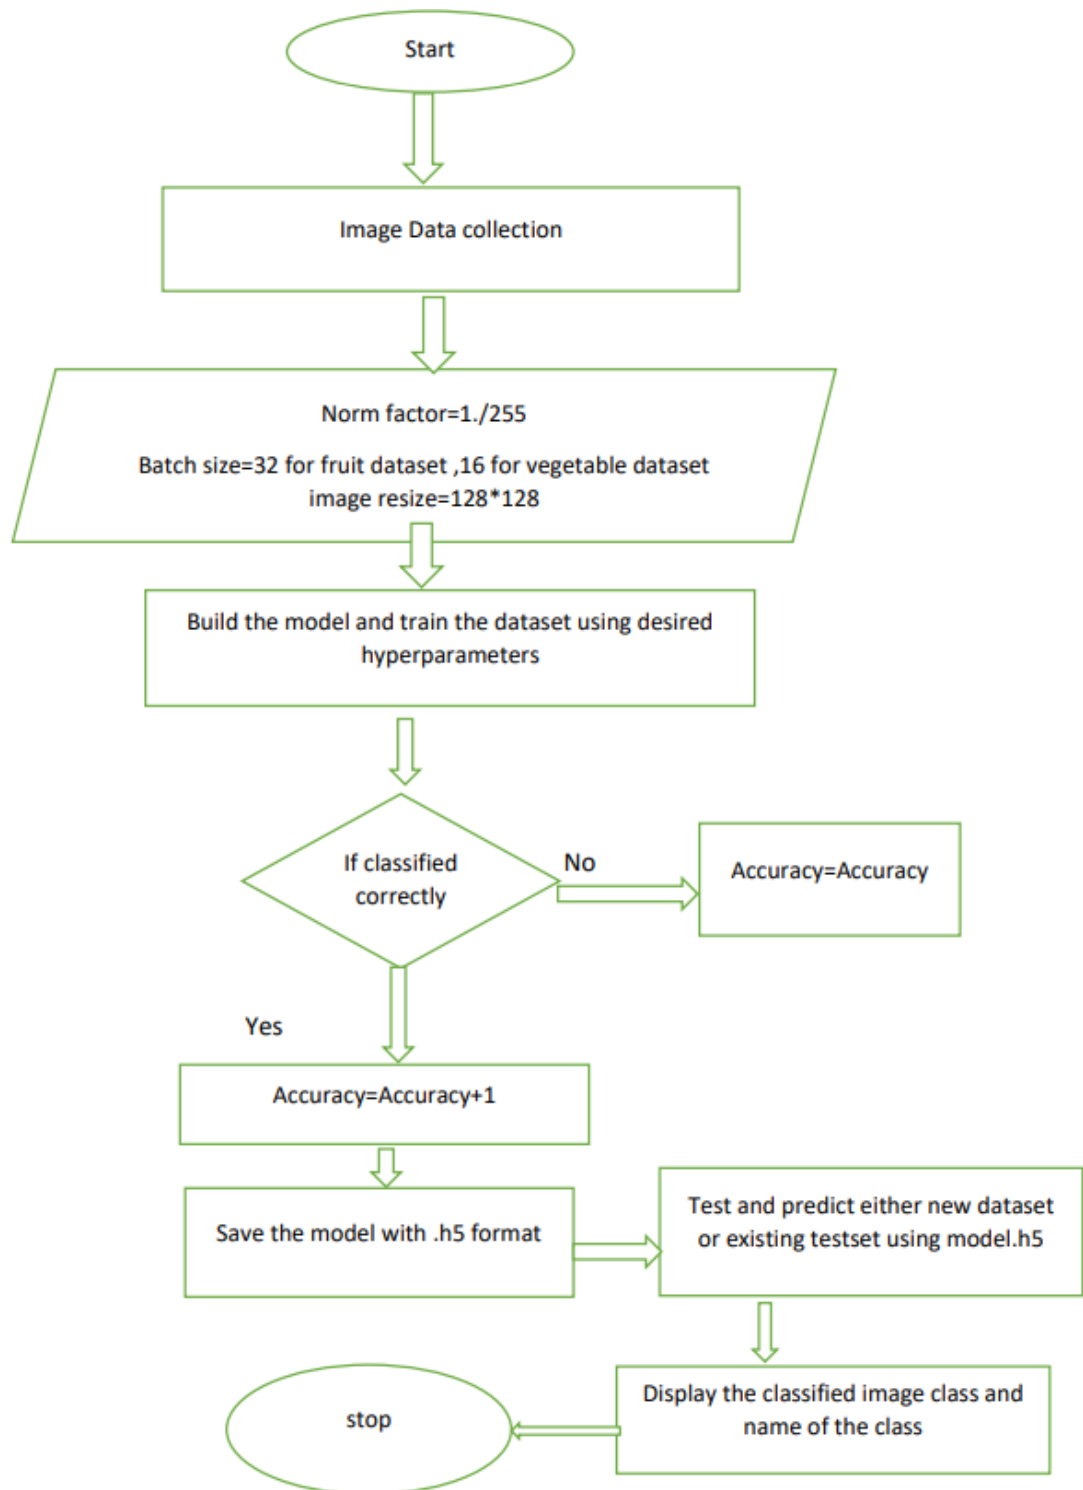 Start
Image Data collection
Norm factor=1./255
Batch size=32 for fruit dataset ,16 for vegetable dataset
image resize=128*128
Build the model and train the dataset using desired
hyperparameters
If classified
correctly
No
Accuracy=Accuracy
Yes
Accuracy=Accuracy+1
Save the model with .h5 format
Test and predict either new dataset
or existing testset using model.h5
Display the classified image class and
name of the class
stop